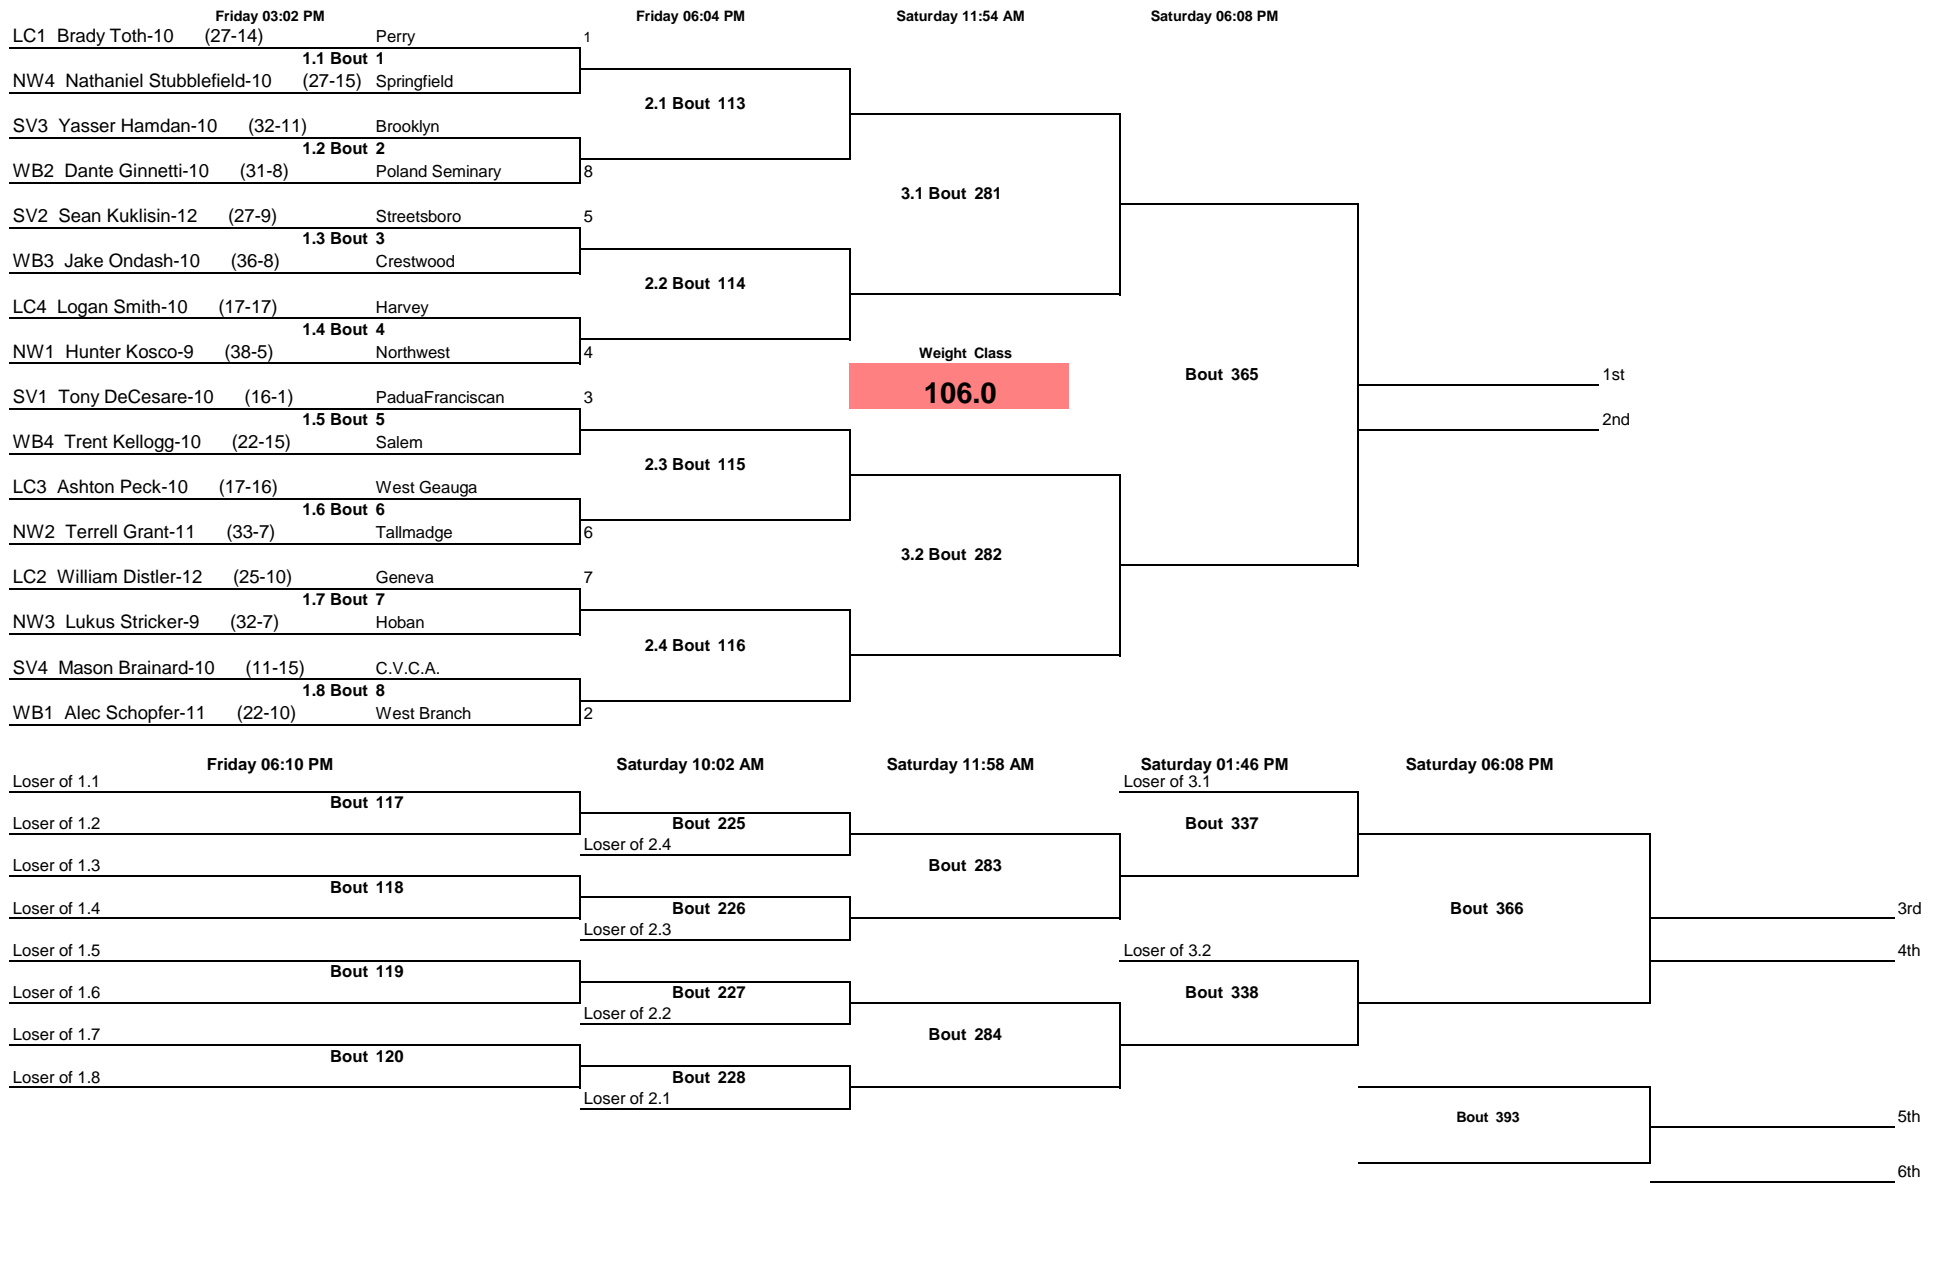 Friday 03:02 PM Friday 06:04 PM Saturday 11:54 AM Saturday 06:08 PM
LC1 Brady Toth-10 (27-14) Perry 1
1.1 Bout 1
NW4 Nathaniel Stubblefield-10 (27-15) Springfield
2.1 Bout 113
SV3 Yasser Hamdan-10 (32-11) Brooklyn
1.2 Bout 2
WB2 Dante Ginnetti-10 (31-8) Poland Seminary 8
3.1 Bout 281
SV2 Sean Kuklisin-12 (27-9) Streetsboro 5
1.3 Bout 3
WB3 Jake Ondash-10 (36-8) Crestwood
2.2 Bout 114
LC4 Logan Smith-10 (17-17) Harvey
1.4 Bout 4
NW1 Hunter Kosco-9 (38-5) Northwest 4
Weight Class
Bout 365
1st
106.0
SV1 Tony DeCesare-10 (16-1) PaduaFranciscan 3
2nd
1.5 Bout 5
WB4 Trent Kellogg-10 (22-15) Salem
2.3 Bout 115
LC3 Ashton Peck-10 (17-16) West Geauga
1.6 Bout 6
NW2 Terrell Grant-11 (33-7) Tallmadge 6
3.2 Bout 282
LC2 William Distler-12 (25-10) Geneva 7
1.7 Bout 7
NW3 Lukus Stricker-9 (32-7) Hoban
2.4 Bout 116
SV4 Mason Brainard-10 (11-15) C.V.C.A.
1.8 Bout 8
WB1 Alec Schopfer-11 (22-10) West Branch 2
Friday 06:10 PM Saturday 10:02 AM Saturday 11:58 AM Saturday 01:46 PM Saturday 06:08 PM
Loser of 1.1 Loser of 3.1
Bout 117
Loser of 1.2 Bout 225 Bout 337
Loser of 2.4
Loser of 1.3 Bout 283
Bout 118
Loser of 1.4 Bout 226 Bout 366 3rd
Loser of 2.3
Loser of 1.5 Loser of 3.2 4th
Bout 119
Loser of 1.6 Bout 227 Bout 338
Loser of 2.2
Loser of 1.7 Bout 284
Bout 120
Loser of 1.8 Bout 228
Loser of 2.1
Bout 393 5th
6th